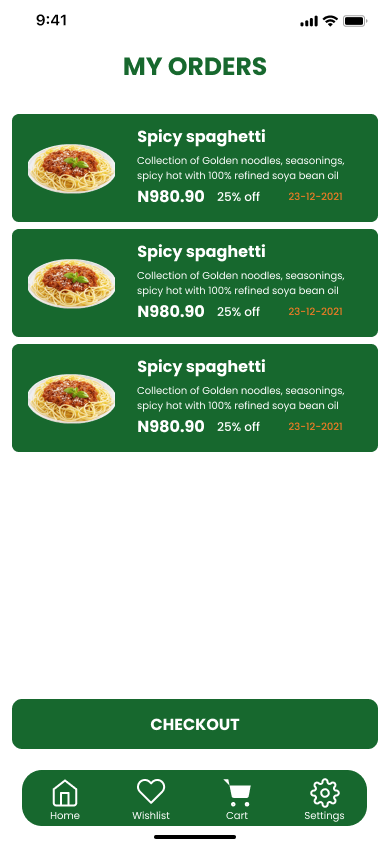 9:41
MY ORDERS
Spicy spaghetti
Collection of Golden noodles, seasonings,
spicy hot with 100% refined soya bean oil
N980.90 25% off 23-12-2021
Spicy spaghetti
Collection of Golden noodles, seasonings,
spicy hot with 100% refined soya bean oil
N980.90 25% off 23-12-2021
Spicy spaghetti
Collection of Golden noodles, seasonings,
spicy hot with 100% refined soya bean oil
N980.90 25% off 23-12-2021
CHECKOUT
Home Wishlist Cart Settings